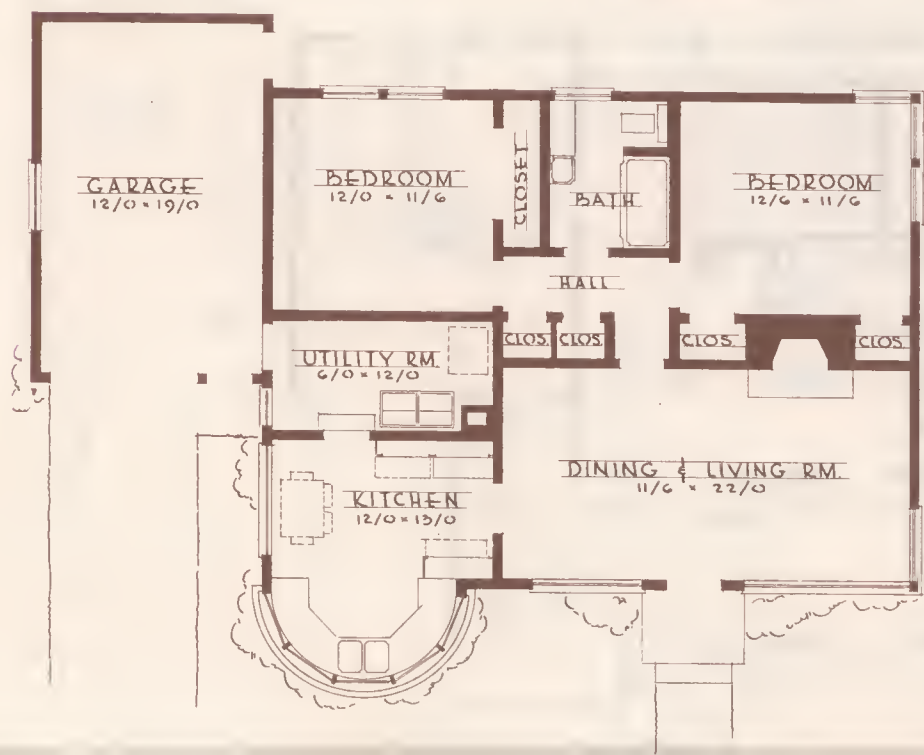 GARAGE
12/0 × 19/0
BEDROOM
12/0 × 11/6
CLOSET
BATH
BEDROOM
12/6 × 11/6
HALL
UTILITY RM.
6/0 × 12/0
CLOS.
CLOS.
CLOS.
CLOS.
KITCHEN
12/0 × 13/0
DINING & LIVING RM.
11/6 × 22/0